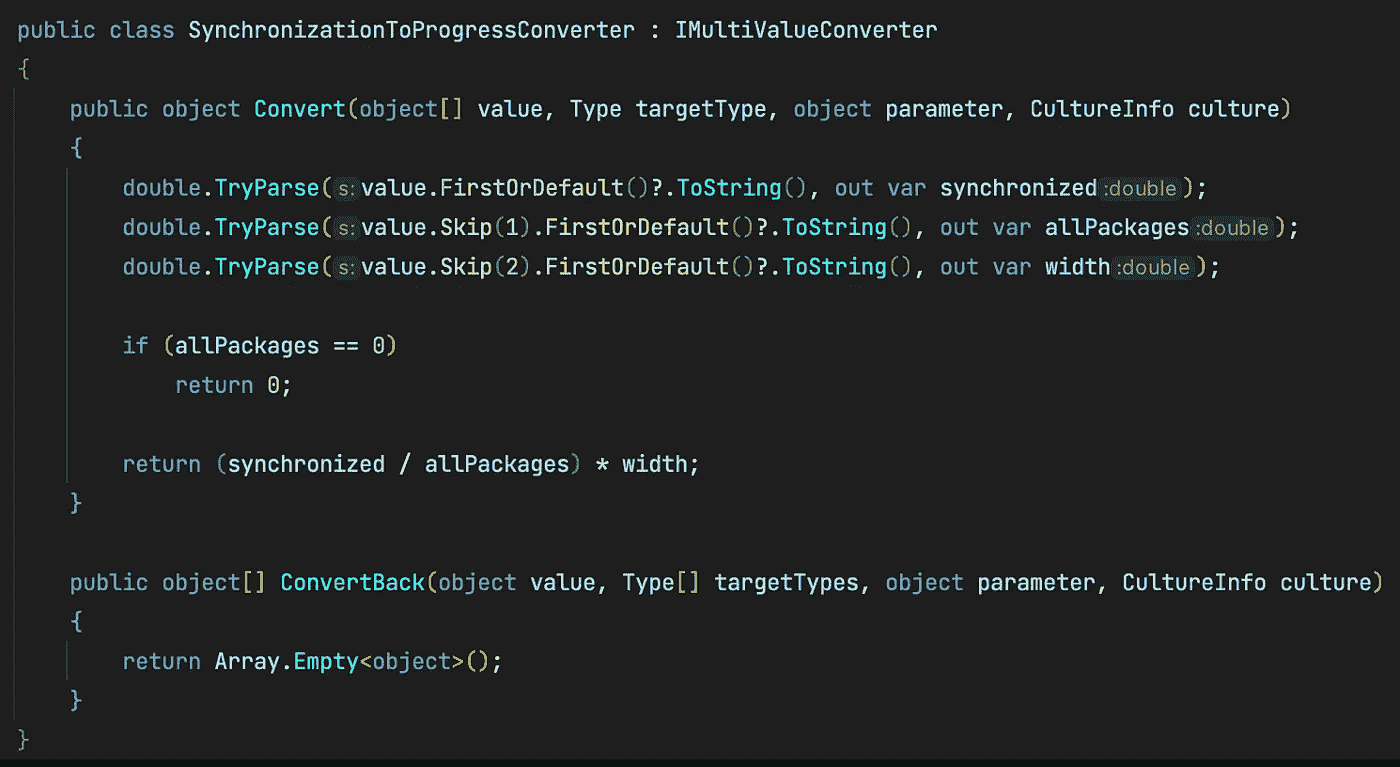 public class SynchronizationToProgressConverter : IMultiValueConverter
{
    public object Convert(object[] value, Type targetType, object parameter, CultureInfo culture)
    {
        double.TryParse( s: value.FirstOrDefault()?.ToString(), out var synchronized :double );
        double.TryParse( s: value.Skip(1).FirstOrDefault()?.ToString(), out var allPackages :double );
        double.TryParse( s: value.Skip(2).FirstOrDefault()?.ToString(), out var width :double );

        if (allPackages == 0)
            return 0;

        return (synchronized / allPackages) * width;
    }

    public object[] ConvertBack(object value, Type[] targetTypes, object parameter, CultureInfo culture)
    {
        return Array.Empty<object>();
    }
}